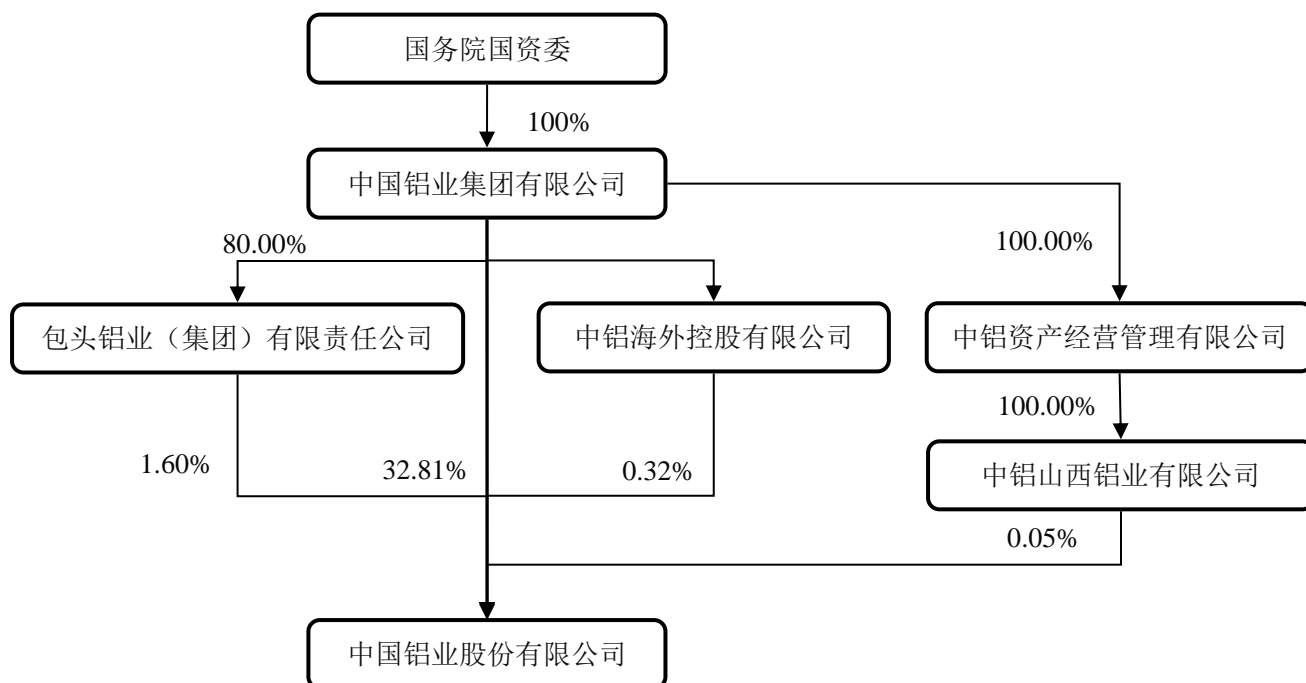 国务院国资委
100%
中国铝业集团有限公司
80.00%
100.00%
包头铝业（集团）有限责任公司
中铝海外控股有限公司
中铝资产经营管理有限公司
100.00%
1.60%
32.81%
0.32%
中铝山西铝业有限公司
0.05%
中国铝业股份有限公司